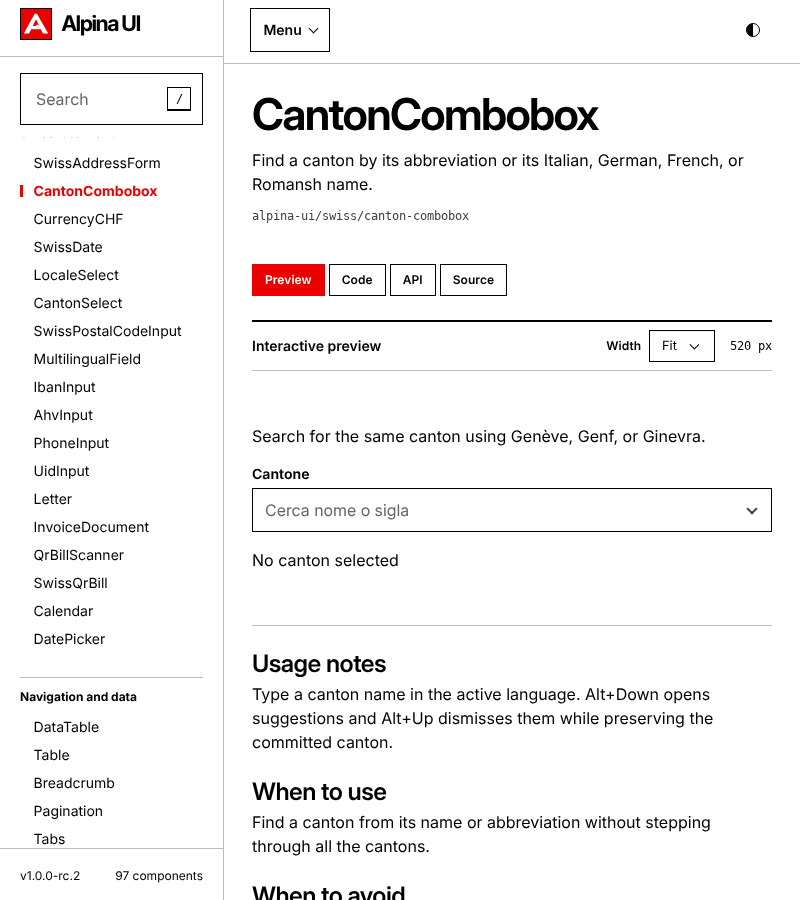 Alpina UI
Search /
SwissAddressForm
CantonCombobox
CurrencyCHF
SwissDate
LocaleSelect
CantonSelect
SwissPostalCodeInput
MultilingualField
IbanInput
AhvInput
PhoneInput
UidInput
Letter
InvoiceDocument
QrBillScanner
SwissQrBill
Calendar
DatePicker
Navigation and data
DataTable
Table
Breadcrumb
Pagination
Tabs
v1.0.0-rc.2 97 components
Menu
CantonCombobox
Find a canton by its abbreviation or its Italian, German, French, or
Romansh name.
alpina-ui/swiss/canton-combobox
Preview Code API Source
Interactive preview Width Fit 520 px
Search for the same canton using Genève, Genf, or Ginevra.
Cantone
Cerca nome o sigla
No canton selected
Usage notes
Type a canton name in the active language. Alt+Down opens
suggestions and Alt+Up dismisses them while preserving the
committed canton.
When to use
Find a canton from its name or abbreviation without stepping
through all the cantons.
When to avoid